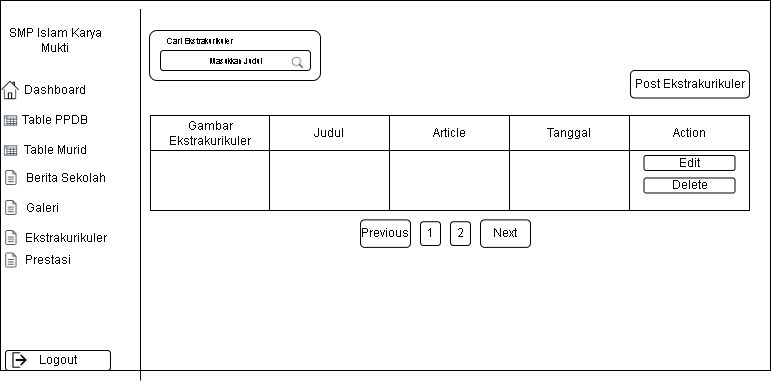 SMP Islam Karya
Mukti
Dashboard
Table PPDB
Table Murid
Berita Sekolah
Galeri
Ekstrakurikuler
Prestasi
Logout
Cari Ekstrakurikuler
Masukkan Judul
Post Ekstrakurikuler
Gambar
Ekstrakurikuler
Judul
Article
Tanggal
Action
Edit
Delete
Previous
1
2
Next